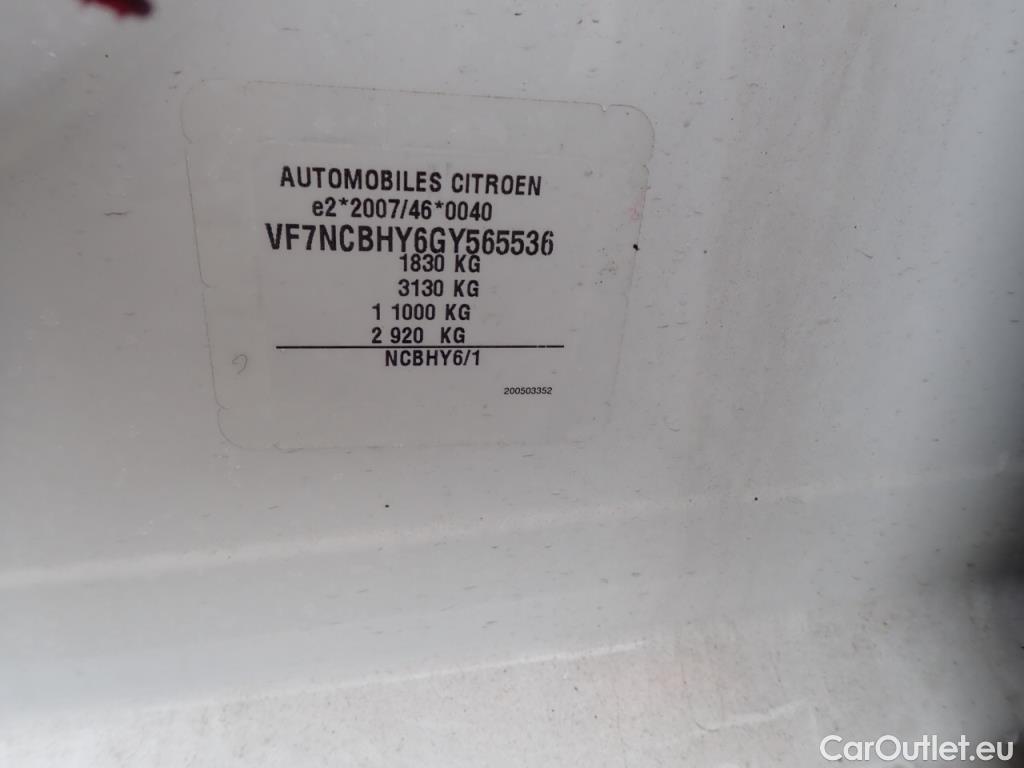 AUTOMOBILES CITROEN
e2*2007/46*0040
VF7NCBHY6GY565536
1830 KG
3130 KG
1 1000 KG
2 920 KG
NCBHY6/1
200503352
CarOutlet.eu